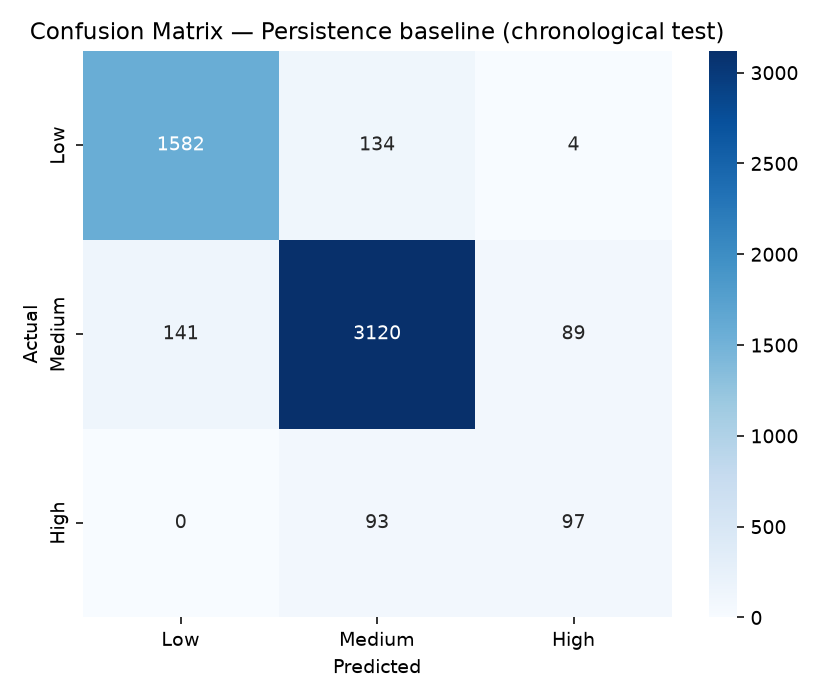 Confusion Matrix — Persistence baseline (chronological test)
Low
1582
134
4
Actual
Medium
141
3120
89
High
0
93
97
Low
Medium
High
Predicted
3000
2500
2000
1500
1000
500
0